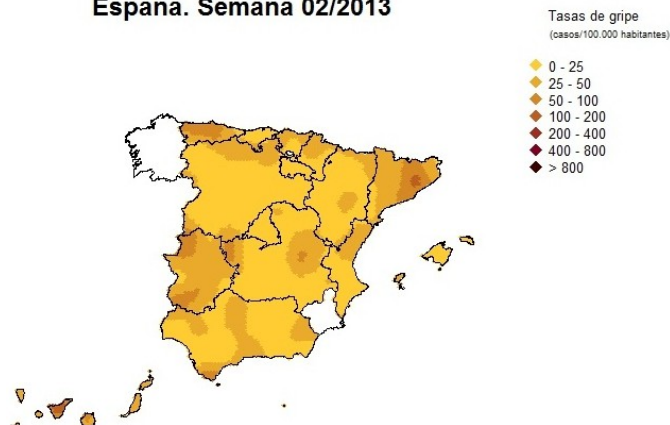 España. Semana 02/2013
Tasas de gripe
(casos/100.000 habitantes)
0 - 25
25 - 50
50 - 100
100 - 200
200 - 400
400 - 800
> 800